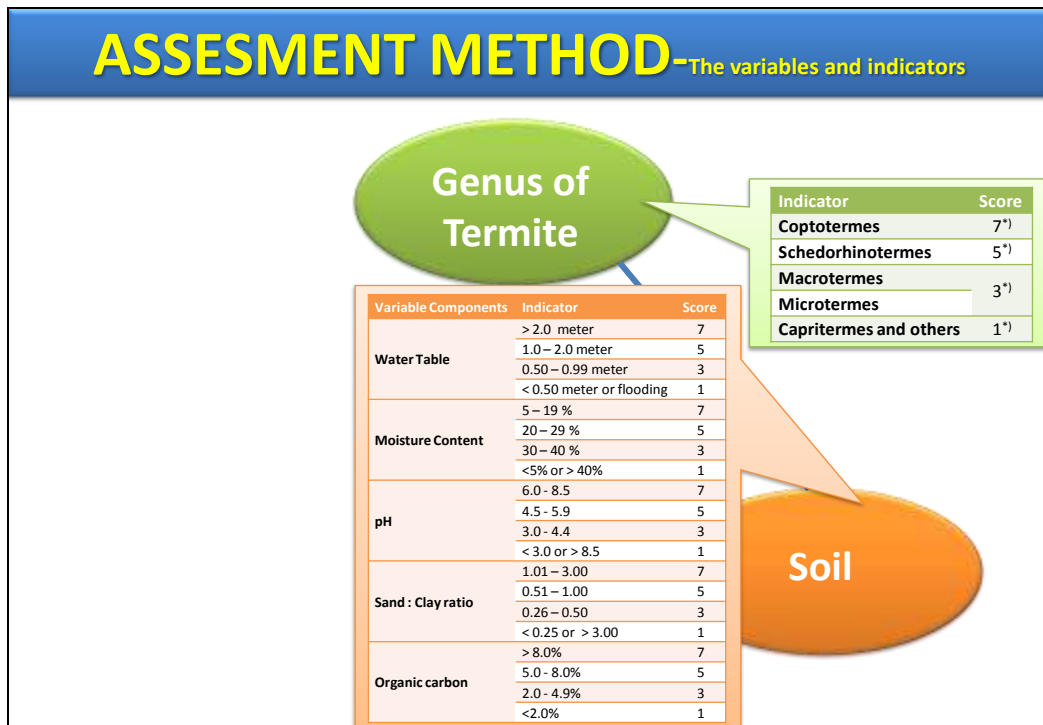 ASSESMENT METHOD-The variables and indicators
Genus of
Termite
Indicator Score
Coptotermes 7*)
Schedorhinotermes 5*)
Macrotermes
3*)
Microtermes
Capritermes and others 1*)
Variable Components Indicator Score
Water Table
> 2.0 meter 7
1.0 – 2.0 meter 5
0.50 – 0.99 meter 3
< 0.50 meter or flooding 1
Moisture Content
5 – 19 % 7
20 – 29 % 5
30 – 40 % 3
<5% or > 40% 1
pH
6.0 - 8.5 7
4.5 - 5.9 5
3.0 - 4.4 3
< 3.0 or > 8.5 1
Sand : Clay ratio
1.01 – 3.00 7
0.51 – 1.00 5
0.26 – 0.50 3
< 0.25 or > 3.00 1
Organic carbon
> 8.0% 7
5.0 - 8.0% 5
2.0 - 4.9% 3
<2.0% 1
Soil